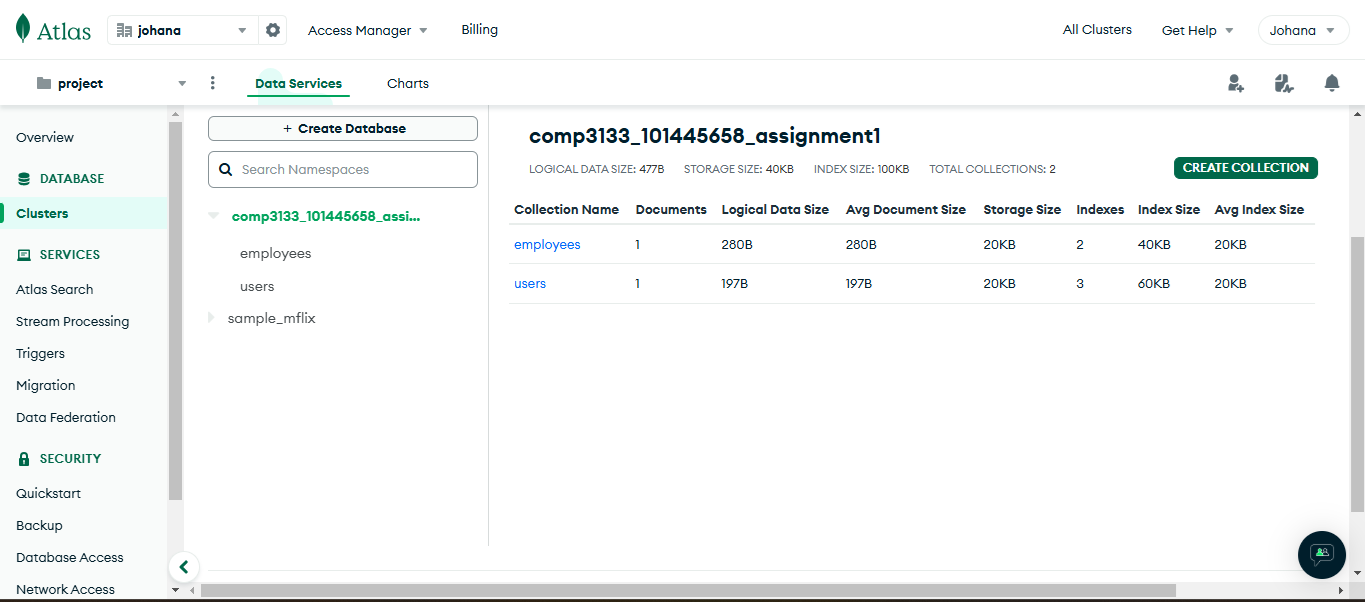 Atlas
johana
Access Manager
Billing
All Clusters
Get Help
Johana
project
Data Services
Charts
Overview
DATABASE
Clusters
SERVICES
Atlas Search
Stream Processing
Triggers
Migration
Data Federation
SECURITY
Quickstart
Backup
Database Access
Network Access
+ Create Database
Search Namespaces
comp3133_101445658_assi...
employees
users
sample_mflix
comp3133_101445658_assignment1
LOGICAL DATA SIZE: 477B STORAGE SIZE: 40KB INDEX SIZE: 100KB TOTAL COLLECTIONS: 2
CREATE COLLECTION
Collection Name Documents Logical Data Size Avg Document Size Storage Size Indexes Index Size Avg Index Size
employees 1 280B 280B 20KB 2 40KB 20KB
users 1 197B 197B 20KB 3 60KB 20KB